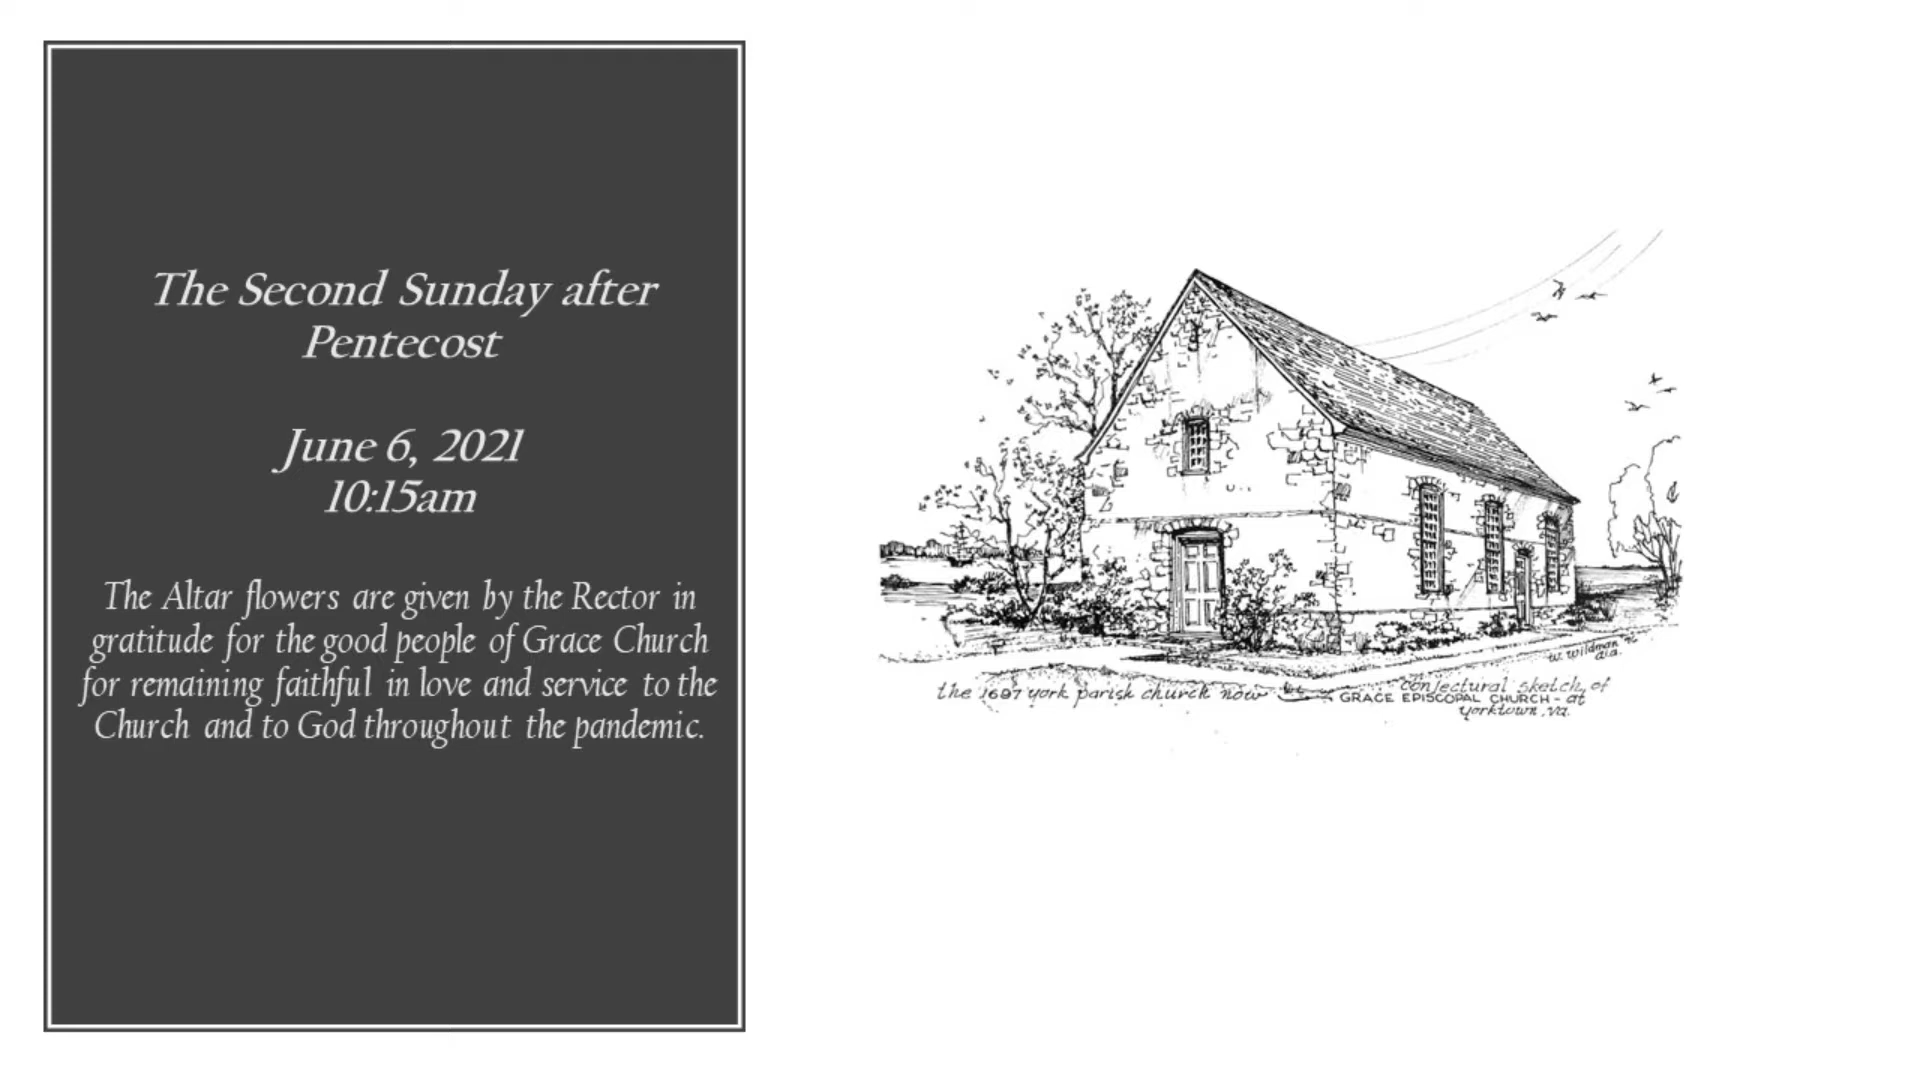 The Second Sunday after
Pentecost
June 6, 2021
10:15am
The Altar flowers are given by the Rector in
gratitude for the good people of Grace Church
for remaining faithful in love and service to the
Church and to God throughout the pandemic.
w. wildman
a.i.a.
the 1697 york parish church now
conjectural sketch of
GRACE EPISCOPAL CHURCH - at
yorktown, va.